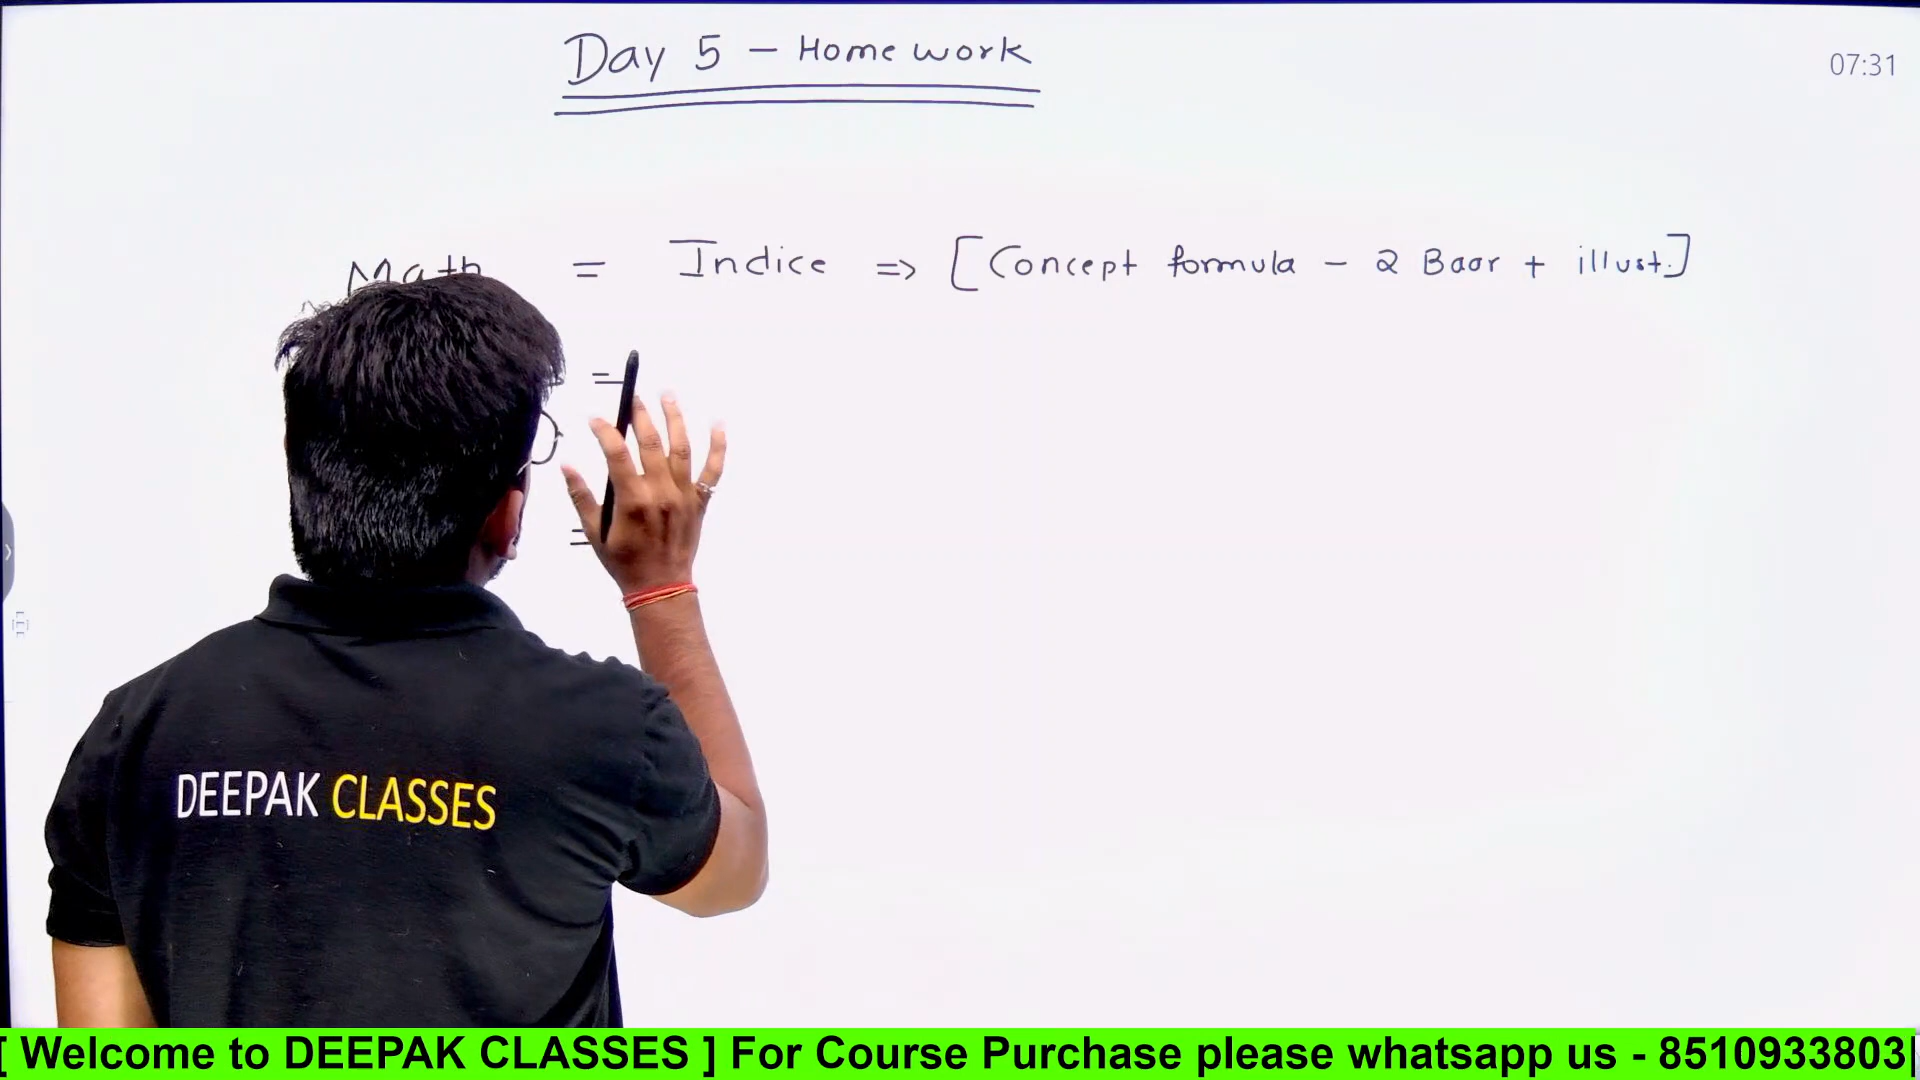 Day 5 - Home work
07:31
Math = Indice => [Concept formula - 2 Baar + illust.]
=
=
DEEPAK CLASSES
[ Welcome to DEEPAK CLASSES ] For Course Purchase please whatsapp us - 8510933803|